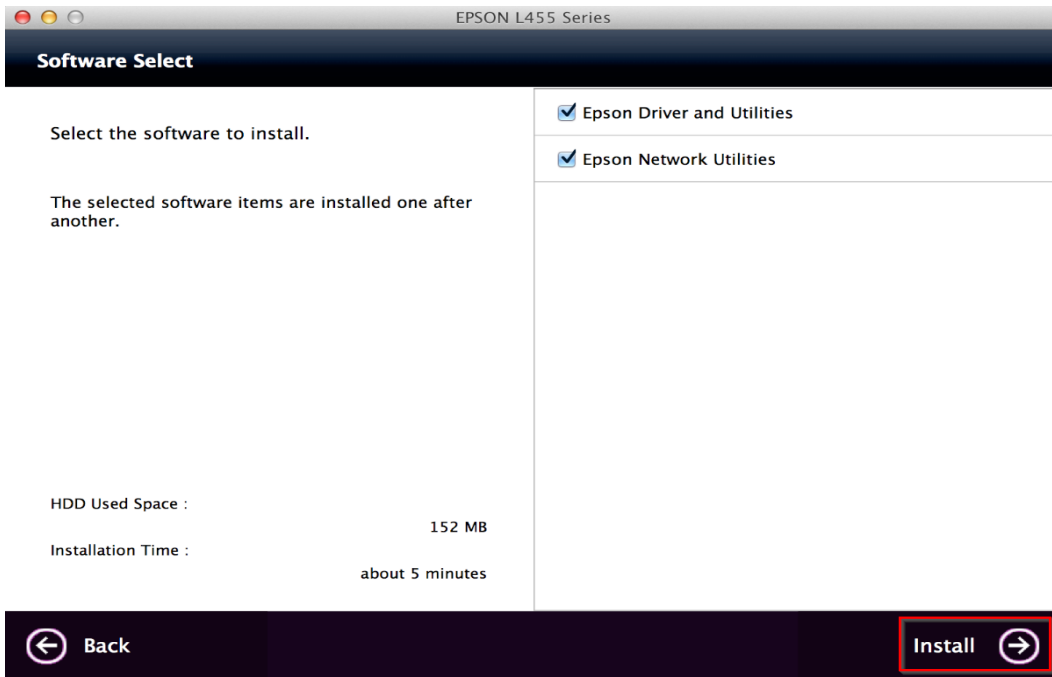 EPSON L455 Series
Software Select
Select the software to install.
The selected software items are installed one after
another.
HDD Used Space :
152 MB
Installation Time :
about 5 minutes
Epson Driver and Utilities
Epson Network Utilities
Back
Install